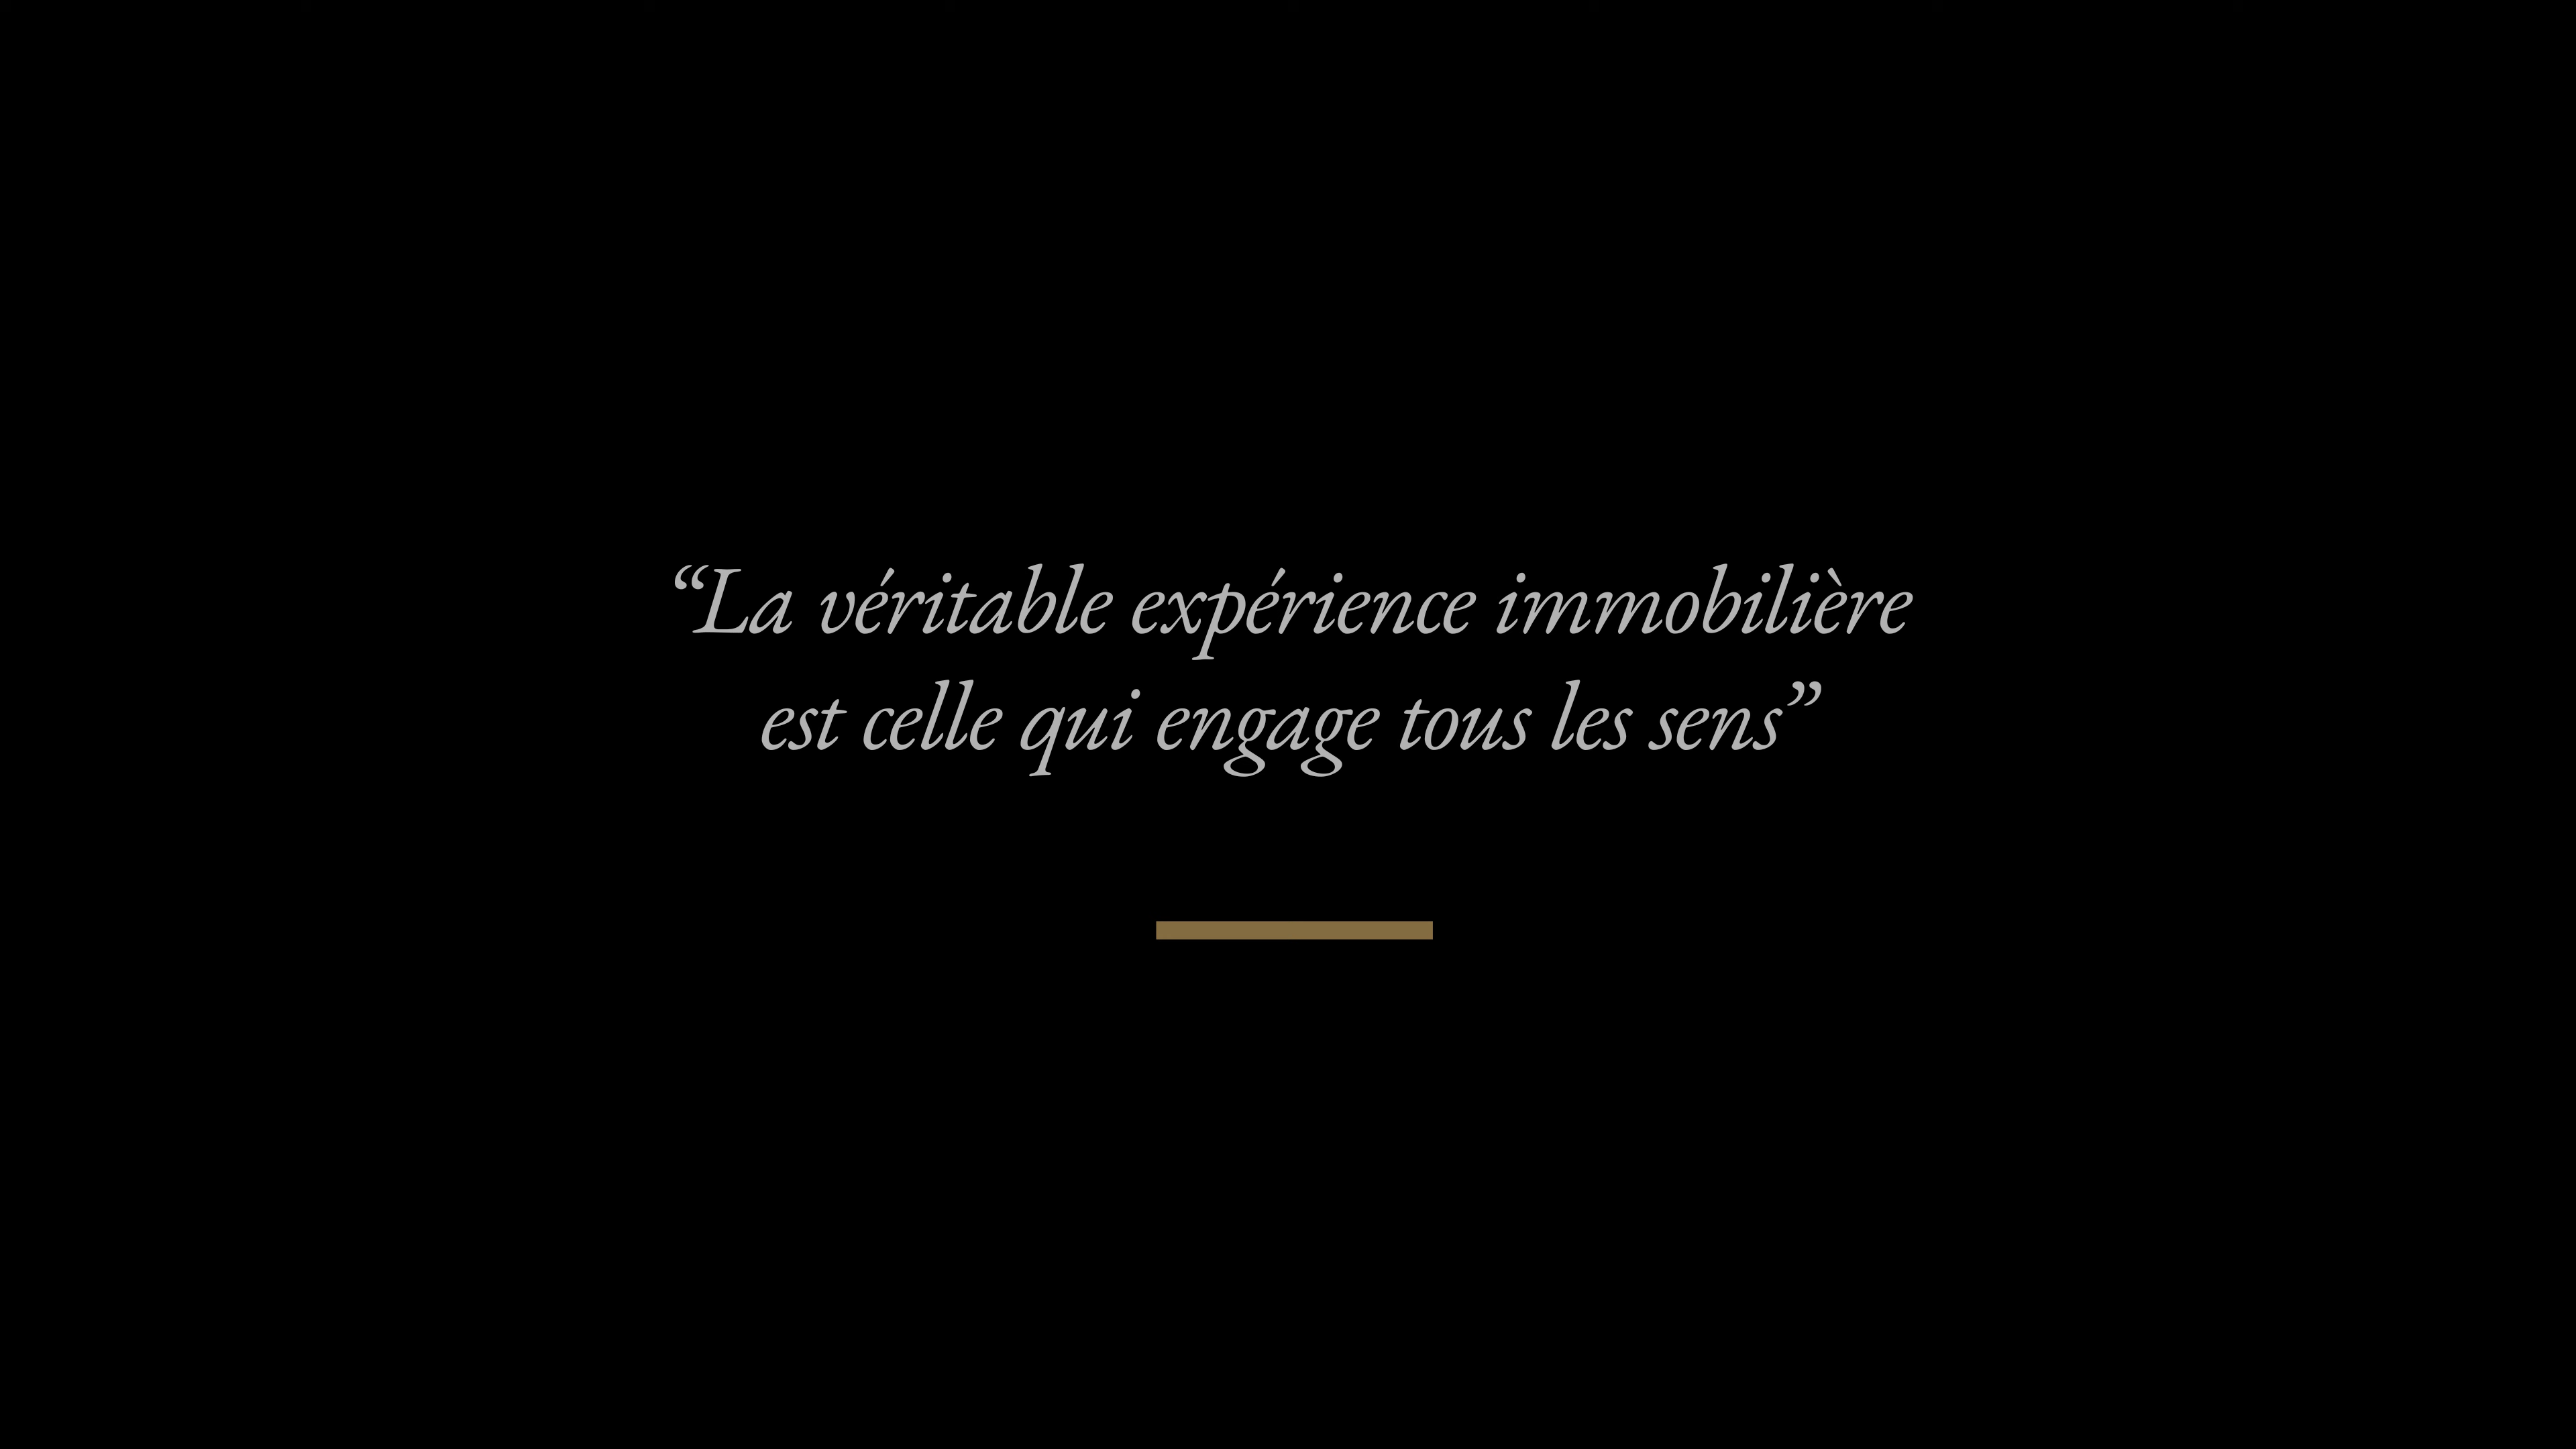 “La véritable expérience immobilière
est celle qui engage tous les sens”